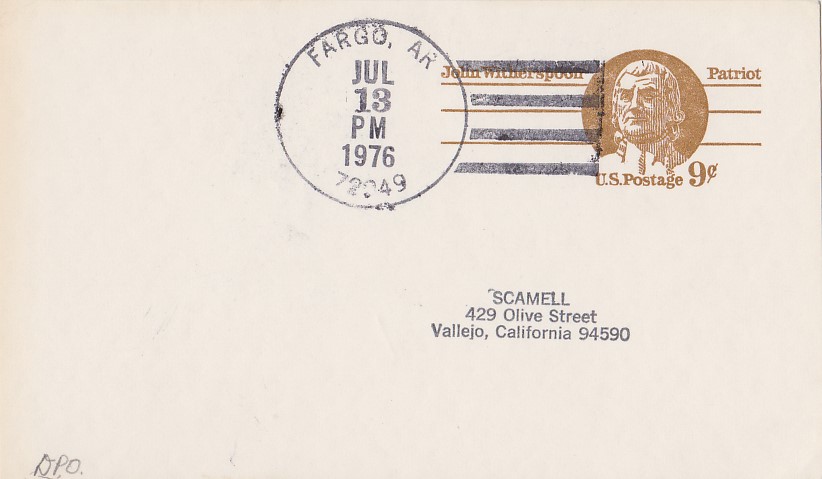 FARGO, AR
JUL
13
PM
1976
72049
John Witherspoon Patriot
U.S. Postage 9¢
SCAMELL
429 Olive Street
Vallejo, California 94590
DPO.